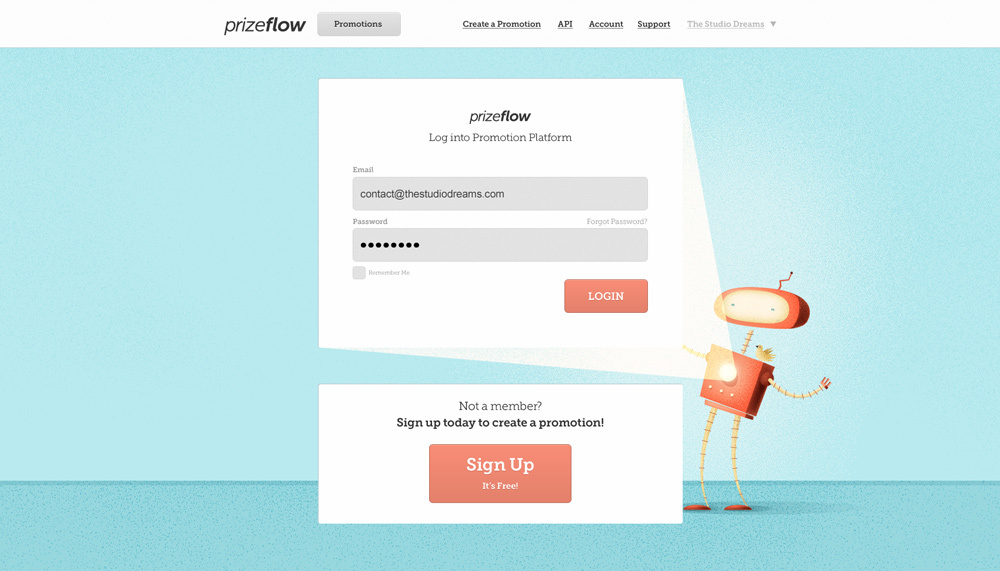 prizeflow
Promotions
Create a Promotion
API
Account
Support
The Studio Dreams ▼
prizeflow
Log into Promotion Platform
Email
contact@thestudiodreams.com
Password
Forgot Password?
●●●●●●●●
Remember Me
LOGIN
Not a member?
Sign up today to create a promotion!
Sign Up
It's Free!